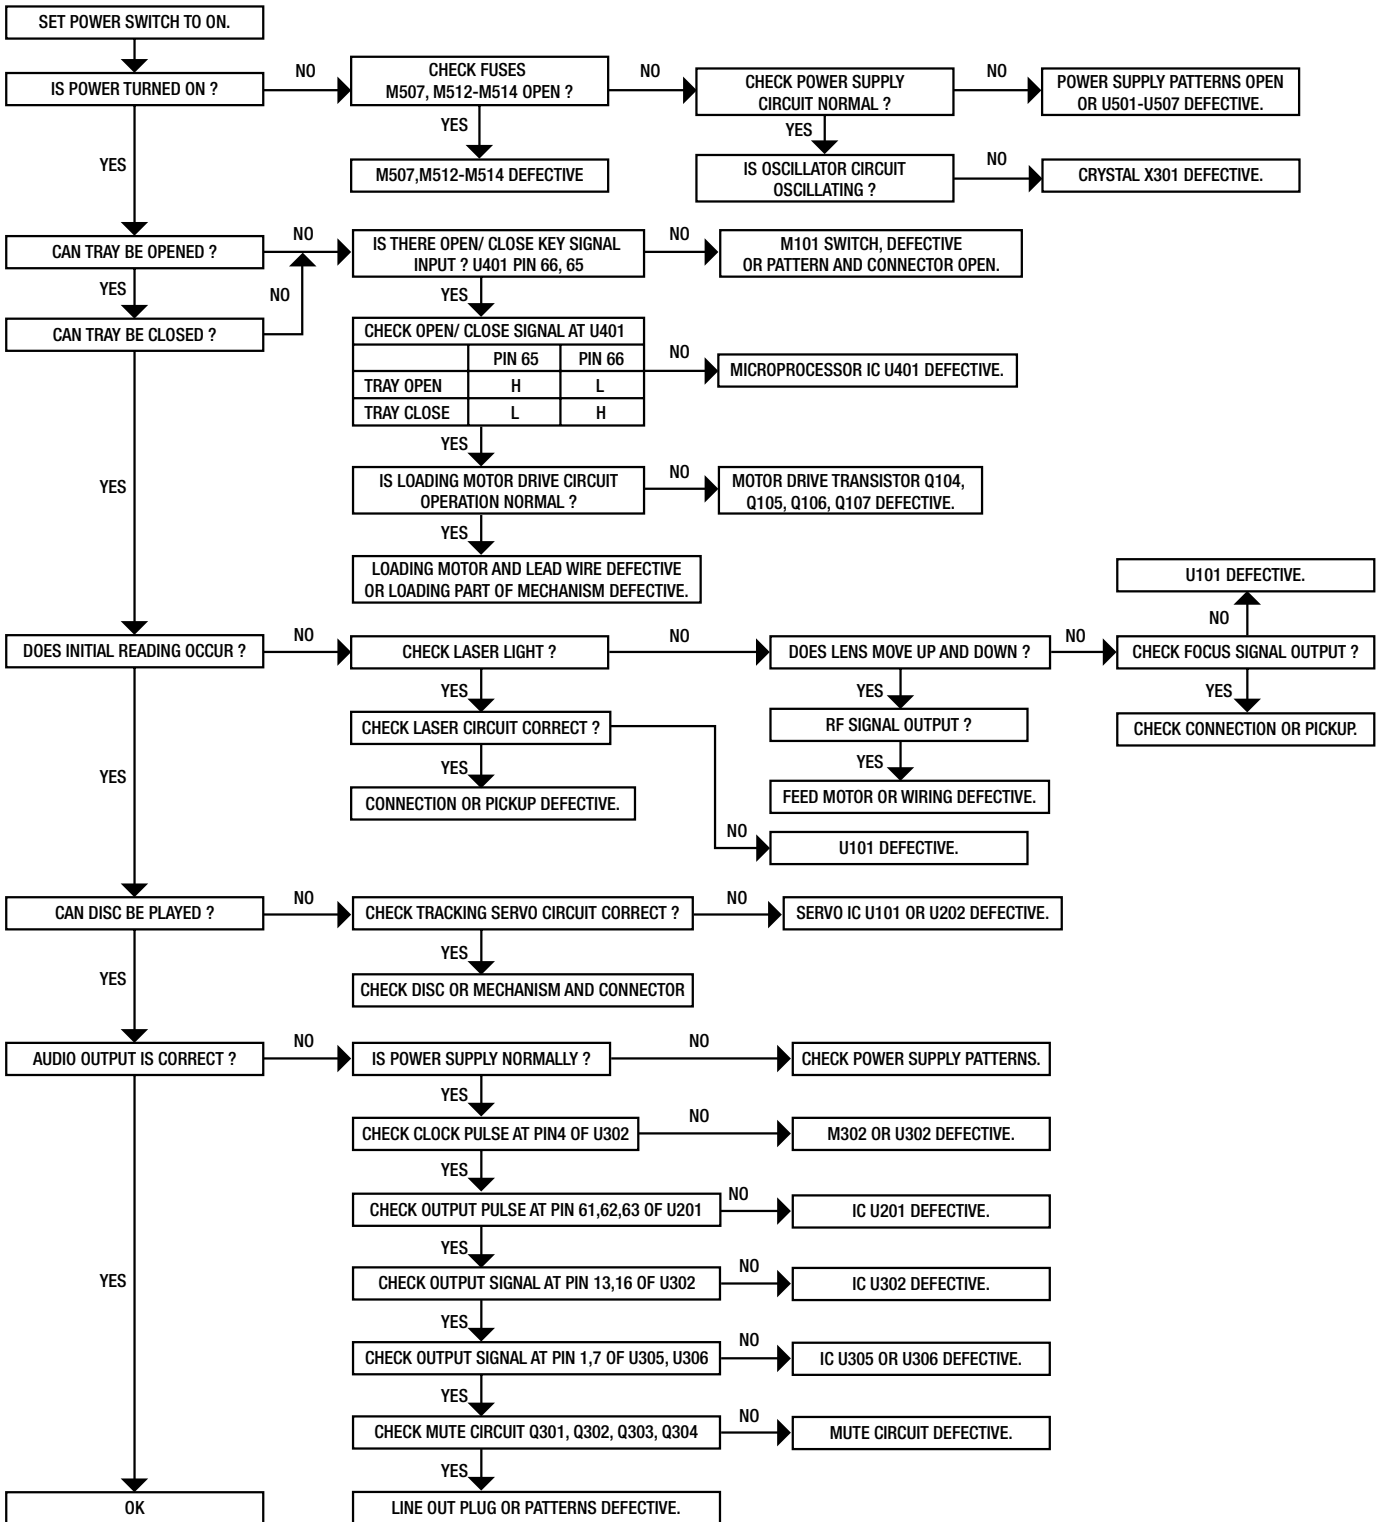 SET POWER SWITCH TO ON.
IS POWER TURNED ON ?
NO
CHECK FUSES
M507, M512-M514 OPEN ?
NO
CHECK POWER SUPPLY
CIRCUIT NORMAL ?
NO
POWER SUPPLY PATTERNS OPEN
OR U501-U507 DEFECTIVE.
YES
YES
YES
M507,M512-M514 DEFECTIVE
IS OSCILLATOR CIRCUIT
OSCILLATING ?
NO
CRYSTAL X301 DEFECTIVE.
CAN TRAY BE OPENED ?
NO
IS THERE OPEN/ CLOSE KEY SIGNAL
INPUT ? U401 PIN 66, 65
NO
M101 SWITCH, DEFECTIVE
OR PATTERN AND CONNECTOR OPEN.
YES
NO
YES
CAN TRAY BE CLOSED ?
CHECK OPEN/ CLOSE SIGNAL AT U401
PIN 65 PIN 66
TRAY OPEN H L
TRAY CLOSE L H
NO
MICROPROCESSOR IC U401 DEFECTIVE.
YES
YES
IS LOADING MOTOR DRIVE CIRCUIT
OPERATION NORMAL ?
NO
MOTOR DRIVE TRANSISTOR Q104,
Q105, Q106, Q107 DEFECTIVE.
YES
LOADING MOTOR AND LEAD WIRE DEFECTIVE
OR LOADING PART OF MECHANISM DEFECTIVE.
U101 DEFECTIVE.
NO
DOES INITIAL READING OCCUR ?
NO
CHECK LASER LIGHT ?
NO
DOES LENS MOVE UP AND DOWN ?
NO
CHECK FOCUS SIGNAL OUTPUT ?
YES
YES
YES
CHECK LASER CIRCUIT CORRECT ?
RF SIGNAL OUTPUT ?
CHECK CONNECTION OR PICKUP.
YES
YES
YES
CONNECTION OR PICKUP DEFECTIVE.
FEED MOTOR OR WIRING DEFECTIVE.
NO
U101 DEFECTIVE.
CAN DISC BE PLAYED ?
NO
CHECK TRACKING SERVO CIRCUIT CORRECT ?
NO
SERVO IC U101 OR U202 DEFECTIVE.
YES
YES
CHECK DISC OR MECHANISM AND CONNECTOR
AUDIO OUTPUT IS CORRECT ?
NO
IS POWER SUPPLY NORMALLY ?
NO
CHECK POWER SUPPLY PATTERNS.
YES
CHECK CLOCK PULSE AT PIN4 OF U302
NO
M302 OR U302 DEFECTIVE.
YES
CHECK OUTPUT PULSE AT PIN 61,62,63 OF U201
NO
IC U201 DEFECTIVE.
YES
YES
CHECK OUTPUT SIGNAL AT PIN 13,16 OF U302
NO
IC U302 DEFECTIVE.
YES
CHECK OUTPUT SIGNAL AT PIN 1,7 OF U305, U306
NO
IC U305 OR U306 DEFECTIVE.
YES
CHECK MUTE CIRCUIT Q301, Q302, Q303, Q304
NO
MUTE CIRCUIT DEFECTIVE.
YES
OK
LINE OUT PLUG OR PATTERNS DEFECTIVE.